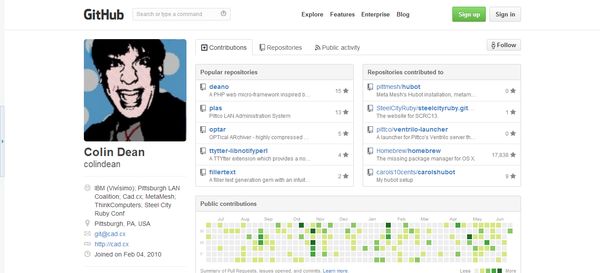 GitHub
Search or type a command
Explore Features Enterprise Blog
Sign up Sign in
Contributions Repositories Public activity
Follow
Colin Dean
colindean
IBM (Vivisimo); Pittsburgh LAN
Coalition; Cad.cx; MetaMesh;
ThinkComputers; Steel City
Ruby Conf
Pittsburgh, PA, USA
git@cad.cx
http://cad.cx
Joined on Feb 04, 2010
Popular repositories
deano
A PHP web micro-framework inspired b…
15
plas
Pittco LAN Administration System
13
optar
OPTical ARchiver - highly compressed …
5
ttytter-libnotifyperl
A TTYtter extension which provides a no…
4
fillertext
A filler text generation gem with an intuit…
2
Repositories contributed to
pittmesh/hubot
Meta Mesh's Hubot installation, metam…
0
SteelCityRuby/steelcityruby.git…
The website for SCRC13.
1
pittco/ventrilo-launcher
A launcher for Pittco's Ventrilo server th…
0
Homebrew/homebrew
The missing package manager for OS X.
17,838
carols10cents/carolshubot
My hubot setup
9
Public contributions
Jul Aug Sep Oct Nov Dec Jan Feb Mar Apr May Jun
M
W
F
Summary of Pull Requests, issues opened, and commits. Learn more
Less More